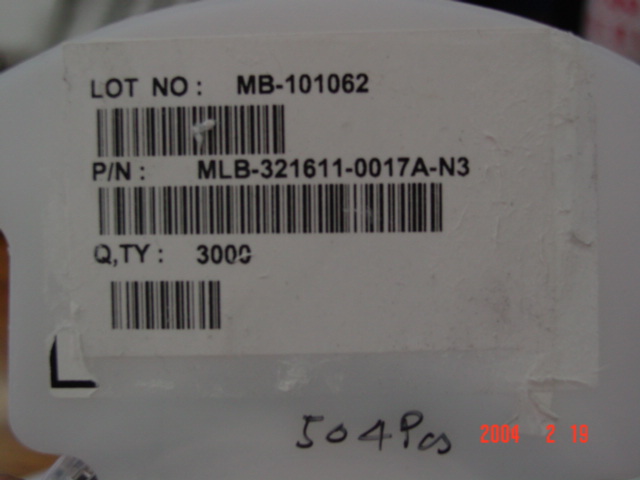 LOT NO: MB-101062
P/N: MLB-321611-0017A-N3
Q,TY: 3000
504Pcs
2004 2 19